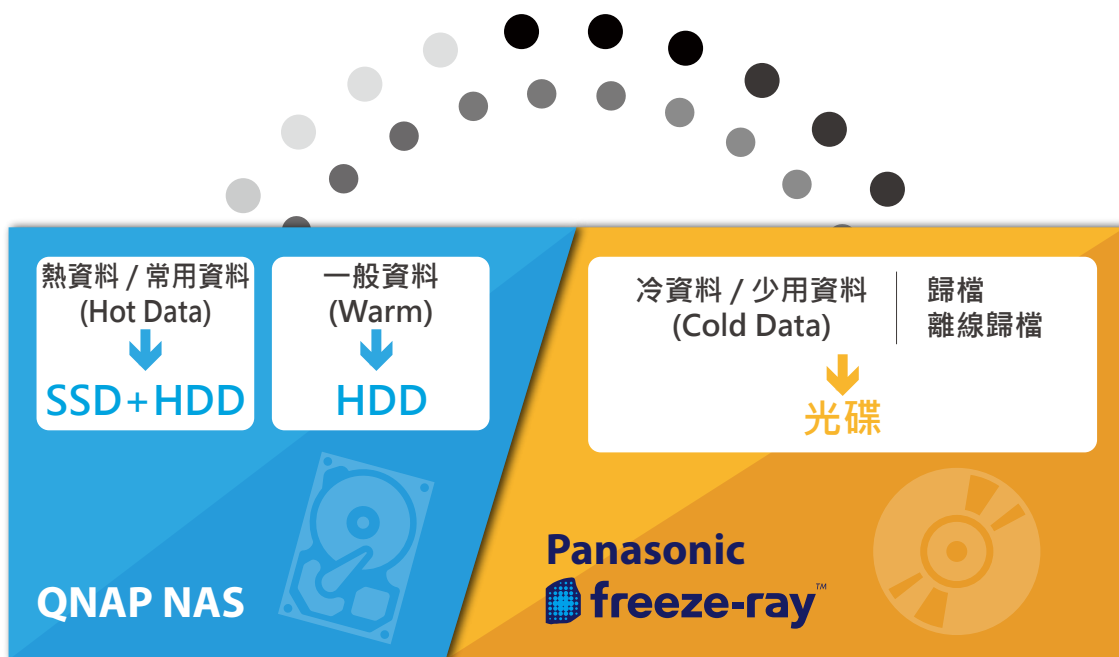 熱資料 / 常用資料
(Hot Data)
SSD+HDD
一般資料
(Warm)
HDD
QNAP NAS
冷資料 / 少用資料
(Cold Data)
歸檔
離線歸檔
光碟
Panasonic
freeze-ray™